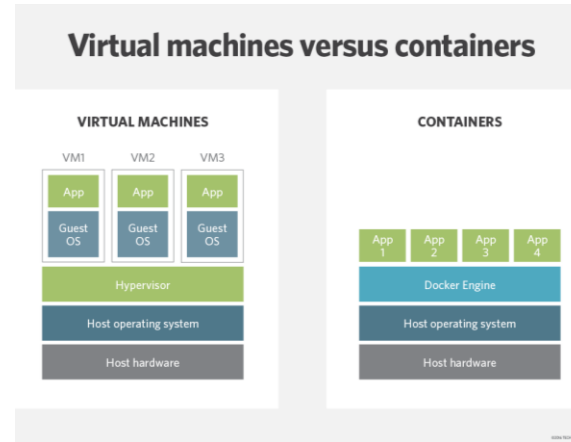 Virtual machines versus containers
VIRTUAL MACHINES
VM1 VM2 VM3
App App App
Guest OS Guest OS Guest OS
Hypervisor
Host operating system
Host hardware
CONTAINERS
App 1 App 2 App 3 App 4
Docker Engine
Host operating system
Host hardware